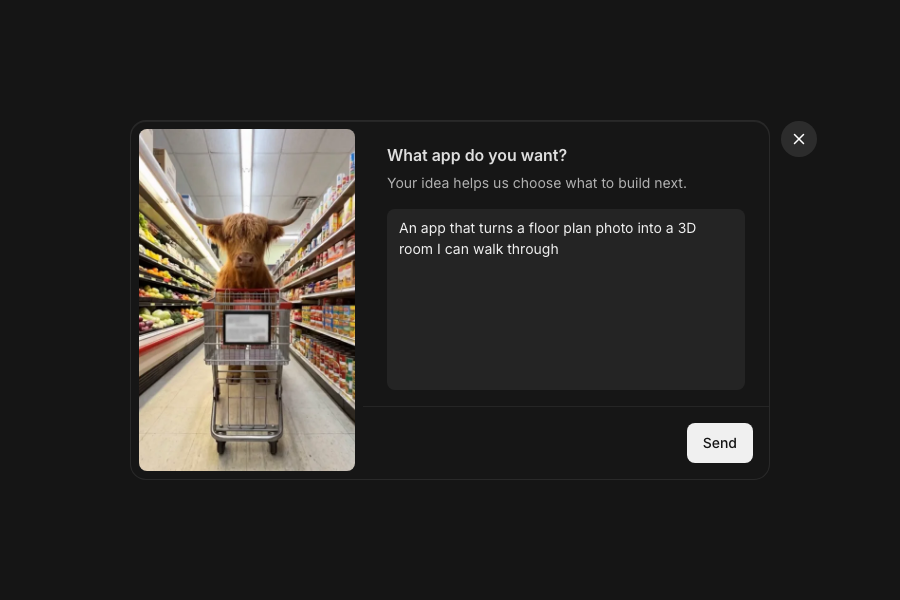 What app do you want?
Your idea helps us choose what to build next.
An app that turns a floor plan photo into a 3D
room I can walk through
Send